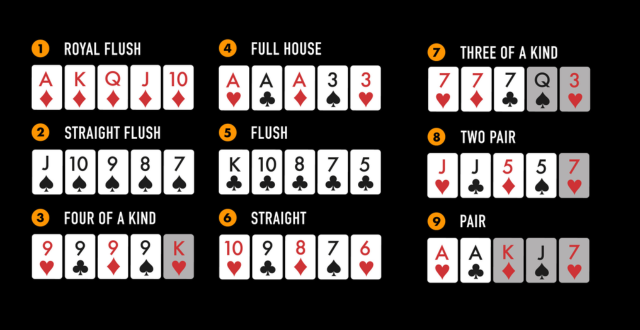 1 ROYAL FLUSH
A K Q J 10
2 STRAIGHT FLUSH
J 10 9 8 7
3 FOUR OF A KIND
9 9 9 9 K
4 FULL HOUSE
A A A 3 3
5 FLUSH
K 10 8 7 5
6 STRAIGHT
10 9 8 7 6
7 THREE OF A KIND
7 7 7 Q 3
8 TWO PAIR
J J 5 5 7
9 PAIR
A A K J 7